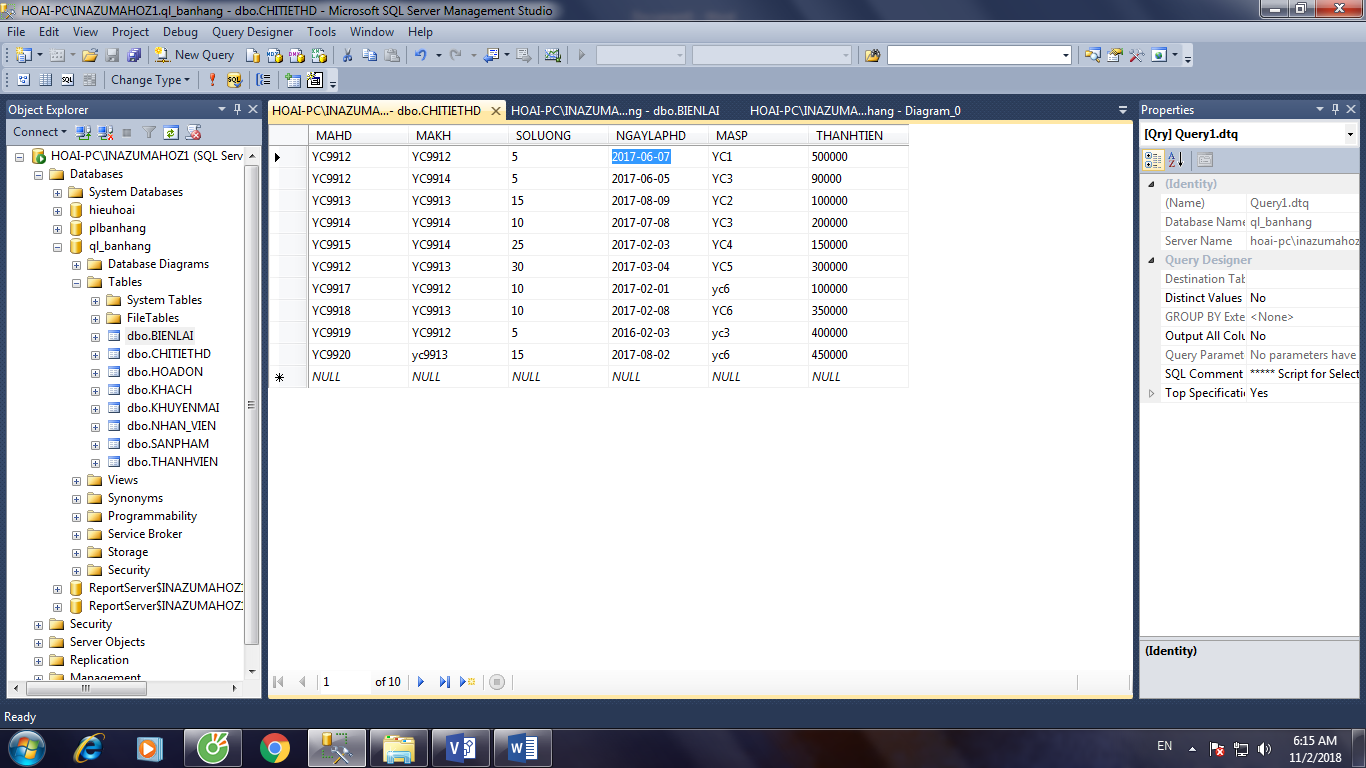 HOAI-PC\INAZUMAHOZ1.ql_banhang - dbo.CHITIETHD - Microsoft SQL Server Management Studio
File Edit View Project Debug Query Designer Tools Window Help
New Query
Change Type
Object Explorer
Connect
HOAI-PC\INAZUMAHOZ1 (SQL Serv
Databases
System Databases
hieuhoai
plbanhang
ql_banhang
Database Diagrams
Tables
System Tables
FileTables
dbo.BIENLAI
dbo.CHITIETHD
dbo.HOADON
dbo.KHACH
dbo.KHUYENMAI
dbo.NHAN_VIEN
dbo.SANPHAM
dbo.THANHVIEN
Views
Synonyms
Programmability
Service Broker
Storage
Security
ReportServer$INAZUMAHOZ1
ReportServer$INAZUMAHOZ1
Security
Server Objects
Replication
Management
HOAI-PC\INAZUMA...- dbo.CHITIETHD HOAI-PC\INAZUMA...ng - dbo.BIENLAI HOAI-PC\INAZUMA...hang - Diagram_0
MAHD MAKH SOLUONG NGAYLAPHD MASP THANHTIEN
YC9912 YC9912 5 2017-06-07 YC1 500000
YC9912 YC9914 5 2017-06-05 YC3 90000
YC9913 YC9913 15 2017-08-09 YC2 100000
YC9914 YC9914 10 2017-07-08 YC3 200000
YC9915 YC9914 25 2017-02-03 YC4 150000
YC9912 YC9913 30 2017-03-04 YC5 300000
YC9917 YC9912 10 2017-02-01 yc6 100000
YC9918 YC9913 10 2017-02-08 YC6 350000
YC9919 YC9912 5 2016-02-03 yc3 400000
YC9920 yc9913 15 2017-08-02 yc6 450000
NULL NULL NULL NULL NULL NULL
1 of 10
Properties
[Qry] Query1.dtq
(Identity)
(Name) Query1.dtq
Database Name ql_banhang
Server Name hoai-pc\inazumahoz
Query Designer
Destination Tab
Distinct Values No
GROUP BY Exte <None>
Output All Colu No
Query Paramet No parameters have
SQL Comment ***** Script for Select
Top Specificati Yes
(Identity)
Ready
EN
6:15 AM
11/2/2018